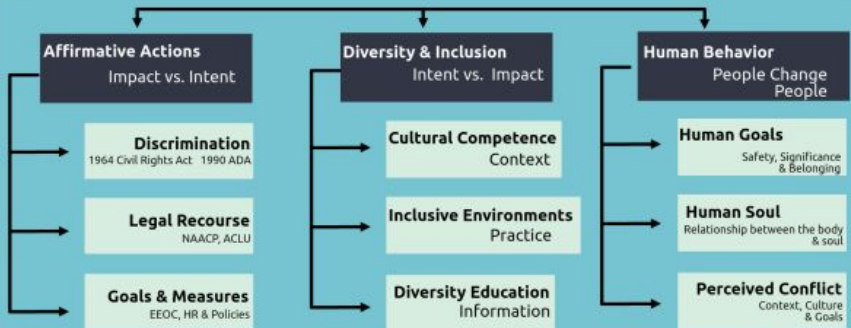 Affirmative Actions
Impact vs. Intent
Discrimination
1964 Civil Rights Act 1990 ADA
Legal Recourse
NAACP, ACLU
Goals & Measures
EEOC, HR & Policies
Diversity & Inclusion
Intent vs. Impact
Cultural Competence
Context
Inclusive Environments
Practice
Diversity Education
Information
Human Behavior
People Change
People
Human Goals
Safety, Significance
& Belonging
Human Soul
Relationship between the body
& soul
Perceived Conflict
Context, Culture
& Goals